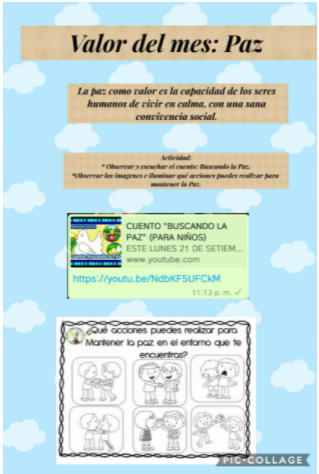 Valor del mes: Paz
La paz como valor es la capacidad de los seres
humanos de vivir en calma, con una sana
convivencia social.
Actividad:
* Observar y escuchar el cuento: Buscando la Paz.
*Observar las imagenes e iluminar qué acciones puedes realizar para
mantener la Paz.
CUENTO "BUSCANDO LA
PAZ" (PARA NIÑOS)
ESTE LUNES 21 DE SETIEM...
www.youtube.com
https://youtu.be/NdbKF5UFCkM
11:13 p. m.
¿Qué acciones puedes realizar para
Mantener la paz en el entorno que te
encuentras?
PIC•COLLAGE